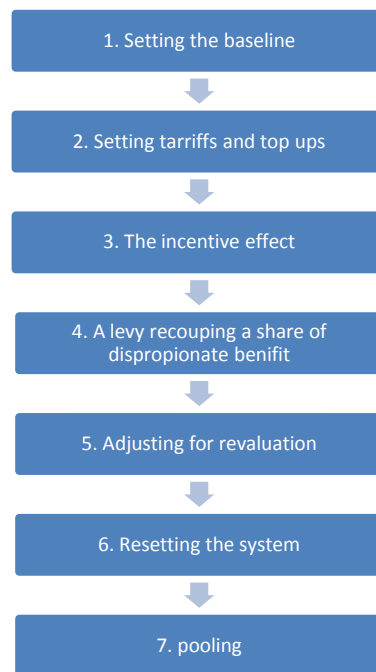 1. Setting the baseline
2. Setting tarriffs and top ups
3. The incentive effect
4. A levy recouping a share of
dispropionate benifit
5. Adjusting for revaluation
6. Resetting the system
7. pooling